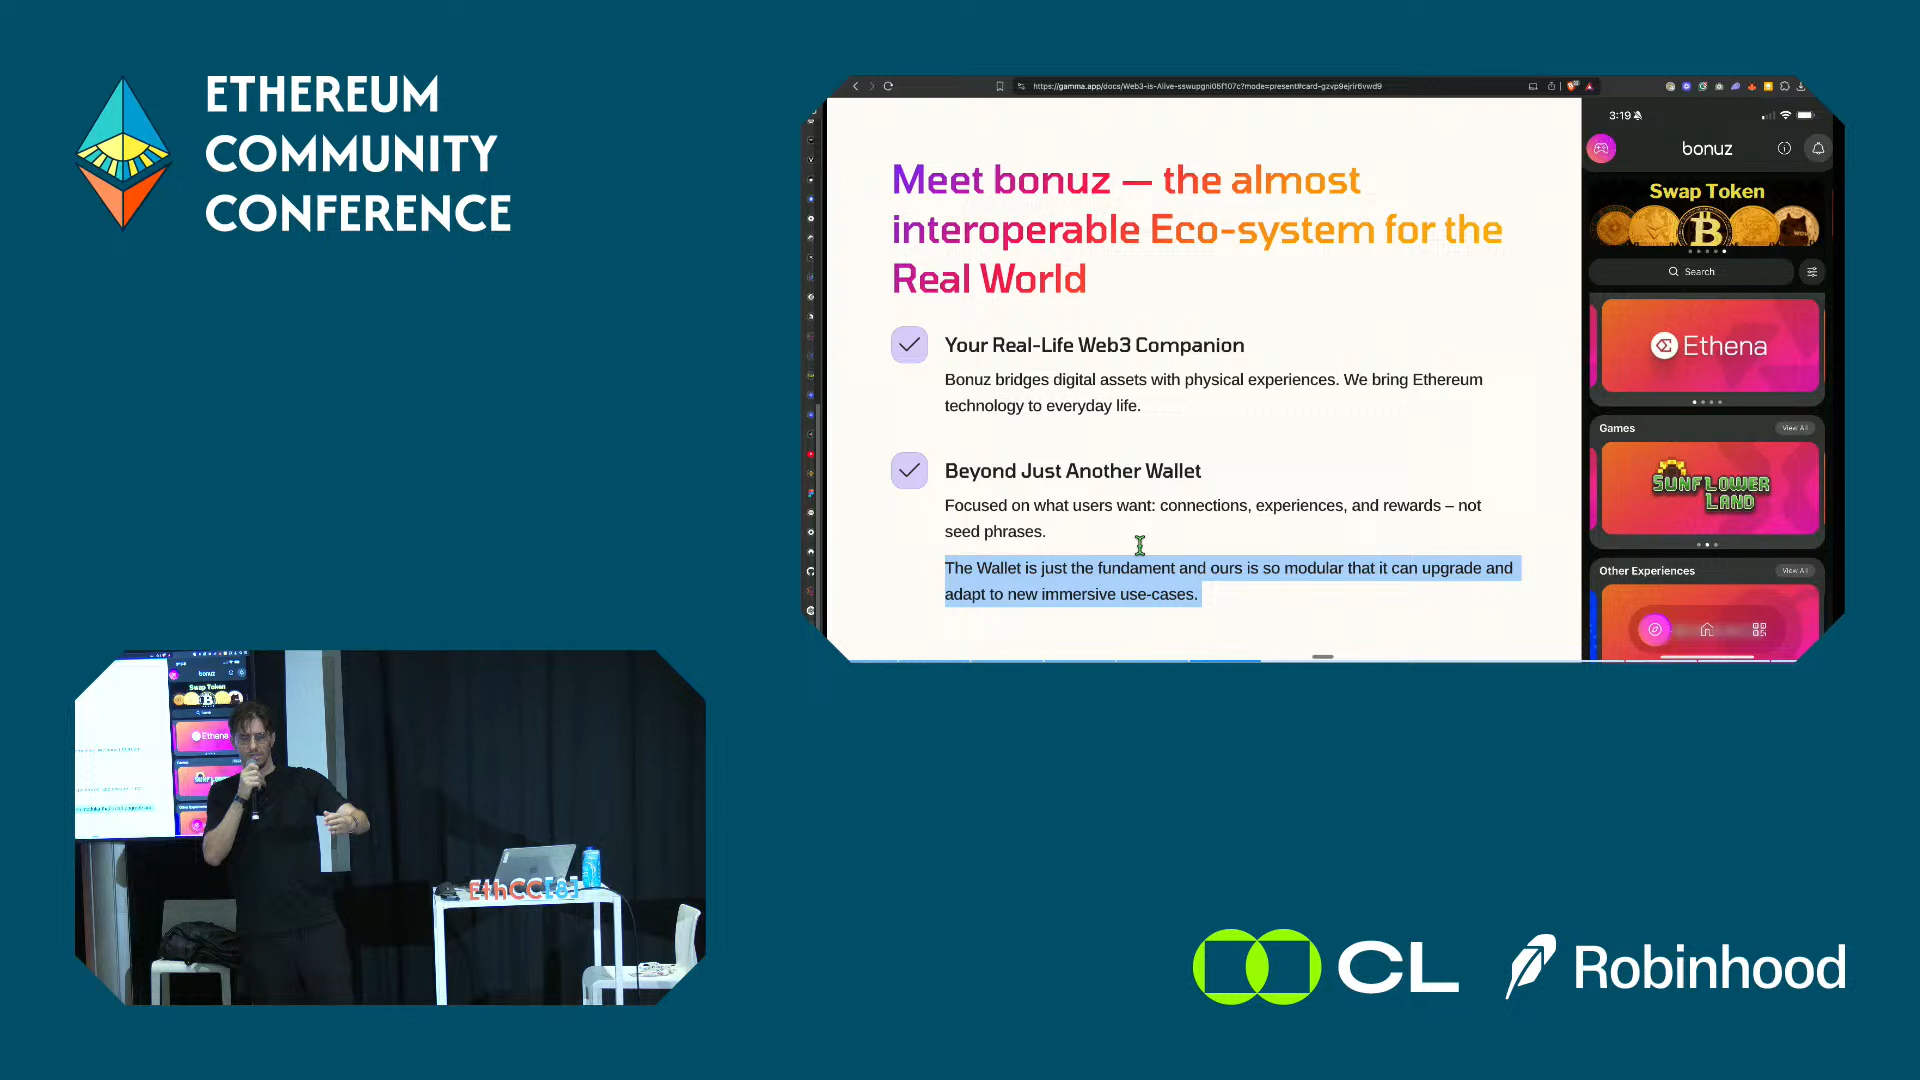 ETHEREUM
COMMUNITY
CONFERENCE
https://gamma.app/docs/Web3-is-Alive-sswupgni05f107c?mode=present#card-gzvp9ejrir6vwd9
Meet bonuz — the almost
interoperable Eco-system for the
Real World
Your Real-Life Web3 Companion
Bonuz bridges digital assets with physical experiences. We bring Ethereum
technology to everyday life.
Beyond Just Another Wallet
Focused on what users want: connections, experiences, and rewards – not
seed phrases.
The Wallet is just the fundament and ours is so modular that it can upgrade and
adapt to new immersive use-cases.
3:19
bonuz
Swap Token
Search
Ethena
Games
View All
SUNFLOWER
LAND
Other Experiences
View All
bonuz
Swap Token
Ethena
EthCC[8]
CL
Robinhood